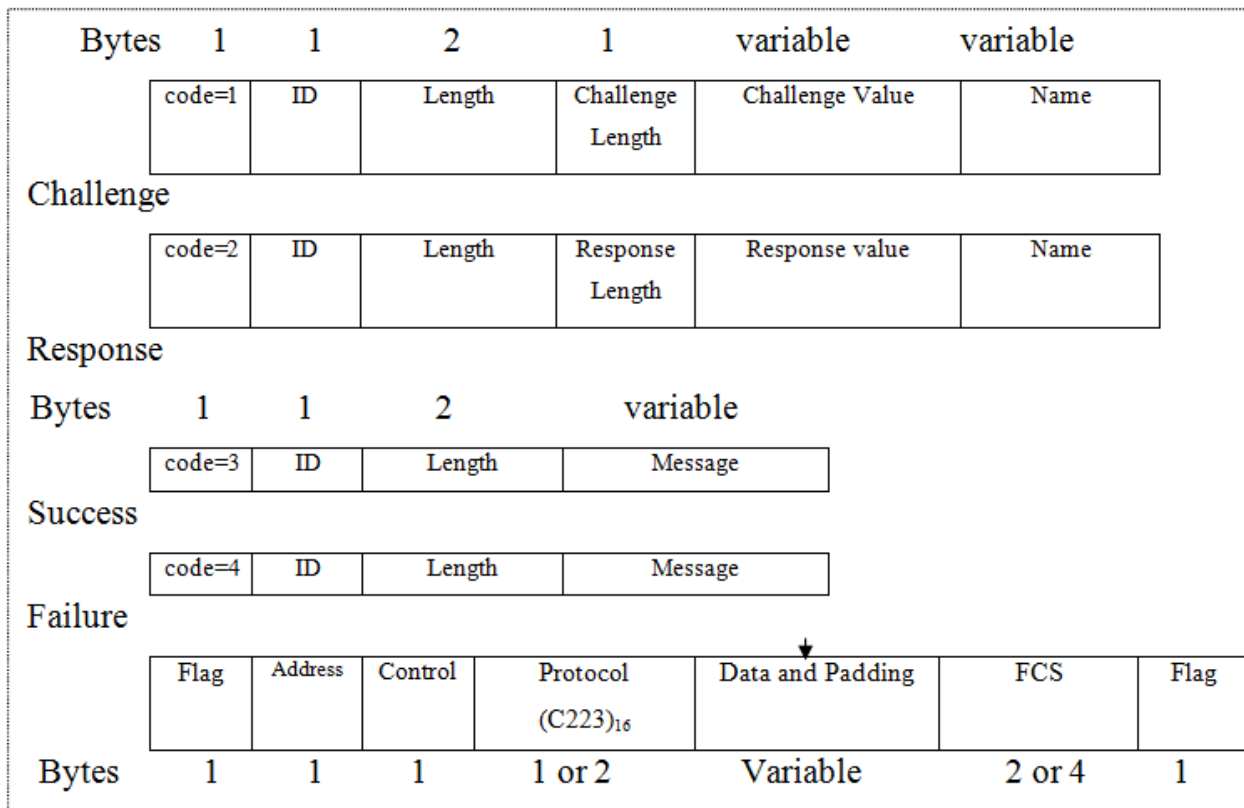 Bytes 1 1 2 1 variable variable
code=1 ID Length Challenge Challenge Value Name
Length
Challenge
code=2 ID Length Response Response value Name
Length
Response
Bytes 1 1 2 variable
code=3 ID Length Message
Success
code=4 ID Length Message
Failure
Flag Address Control Protocol Data and Padding FCS Flag
(C223)₁₆
Bytes 1 1 1 1 or 2 Variable 2 or 4 1